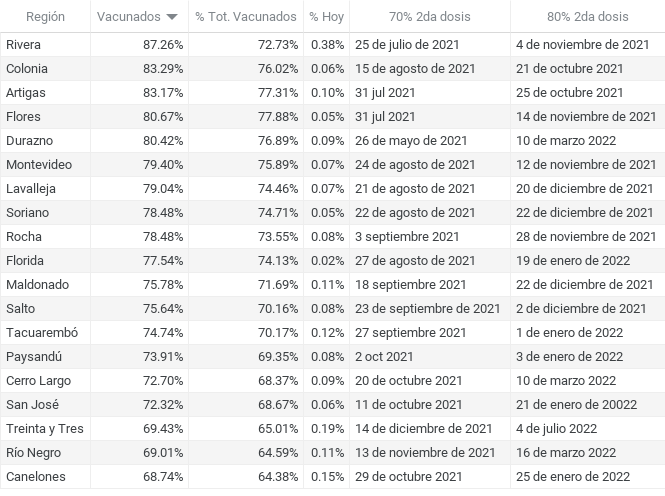 Región Vacunados % Tot. Vacunados % Hoy 70% 2da dosis 80% 2da dosis
Rivera 87.26% 72.73% 0.38% 25 de julio de 2021 4 de noviembre de 2021
Colonia 83.29% 76.02% 0.06% 15 de agosto de 2021 21 de octubre 2021
Artigas 83.17% 77.31% 0.10% 31 jul 2021 25 de octubre 2021
Flores 80.67% 77.88% 0.05% 31 jul 2021 14 de noviembre de 2021
Durazno 80.42% 76.89% 0.09% 26 de mayo de 2021 10 de marzo 2022
Montevideo 79.40% 75.89% 0.07% 24 de agosto de 2021 12 de noviembre de 2021
Lavalleja 79.04% 74.46% 0.07% 21 de agosto de 2021 20 de diciembre de 2021
Soriano 78.48% 74.71% 0.05% 22 de agosto de 2021 22 de diciembre de 2021
Rocha 78.48% 73.55% 0.08% 3 septiembre 2021 28 de noviembre de 2021
Florida 77.54% 74.13% 0.02% 27 de agosto de 2021 19 de enero de 2022
Maldonado 75.78% 71.69% 0.11% 18 septiembre 2021 22 de diciembre de 2021
Salto 75.64% 70.16% 0.08% 23 de septiembre de 2021 2 de diciembre de 2021
Tacuarembó 74.74% 70.17% 0.12% 27 septiembre 2021 1 de enero de 2022
Paysandú 73.91% 69.35% 0.08% 2 oct 2021 3 de enero de 2022
Cerro Largo 72.70% 68.37% 0.09% 20 de octubre 2021 10 de marzo 2022
San José 72.32% 68.67% 0.06% 11 de octubre 2021 21 de enero de 20022
Treinta y Tres 69.43% 65.01% 0.19% 14 de diciembre de 2021 4 de julio 2022
Río Negro 69.01% 64.59% 0.11% 13 de noviembre de 2021 16 de marzo 2022
Canelones 68.74% 64.38% 0.15% 29 de octubre 2021 25 de enero de 2022